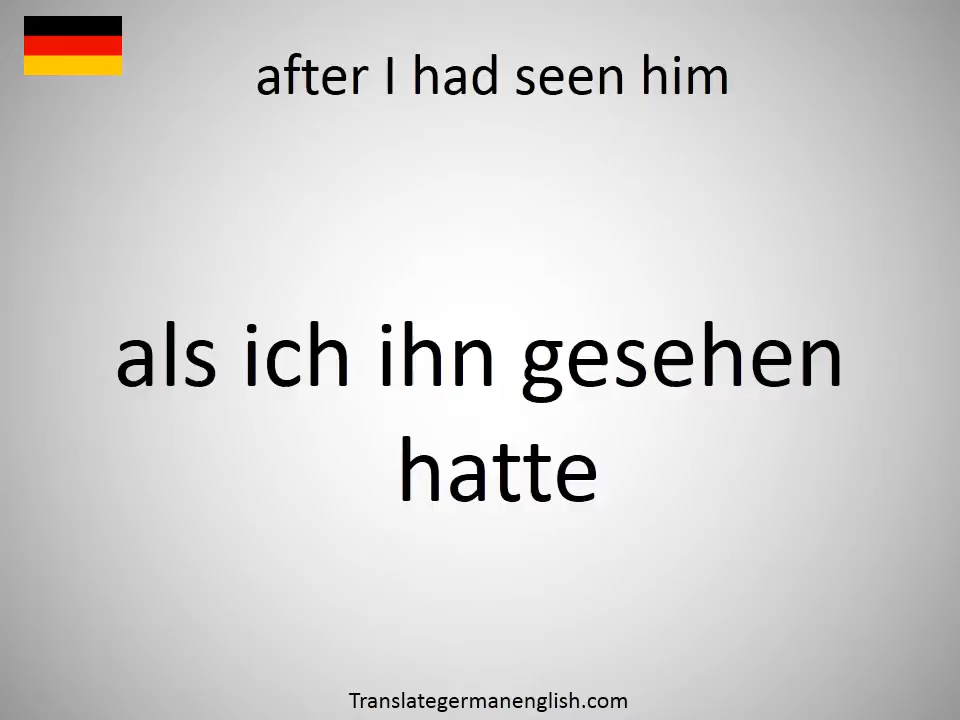 after I had seen him
als ich ihn gesehen
hatte
Translategermanenglish.com